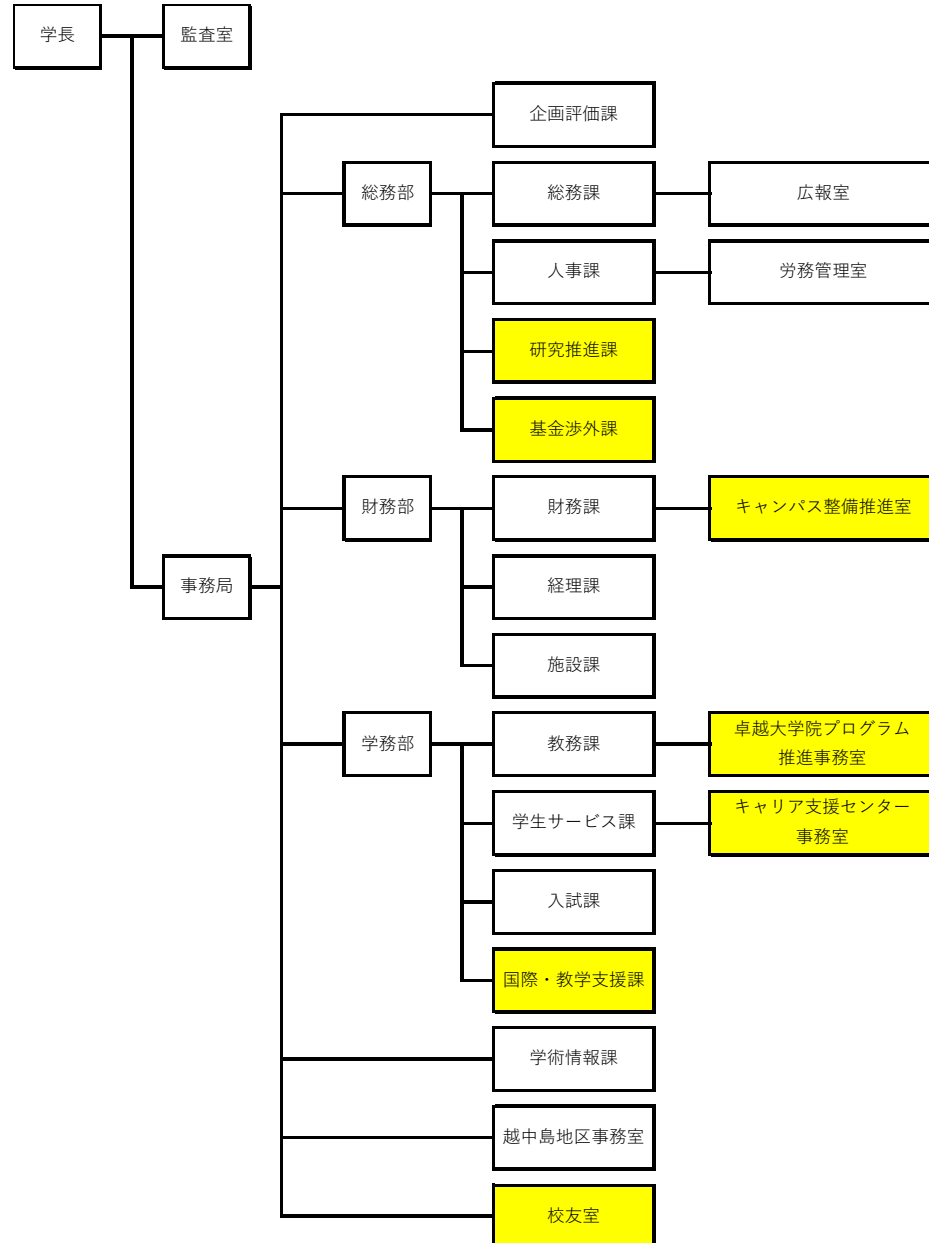 学長
監査室
企画評価課
総務部
総務課
広報室
人事課
労務管理室
研究推進課
基金渉外課
財務部
財務課
キャンパス整備推進室
事務局
経理課
施設課
学務部
教務課
卓越大学院プログラム
推進事務室
学生サービス課
キャリア支援センター
事務室
入試課
国際・教学支援課
学術情報課
越中島地区事務室
校友室